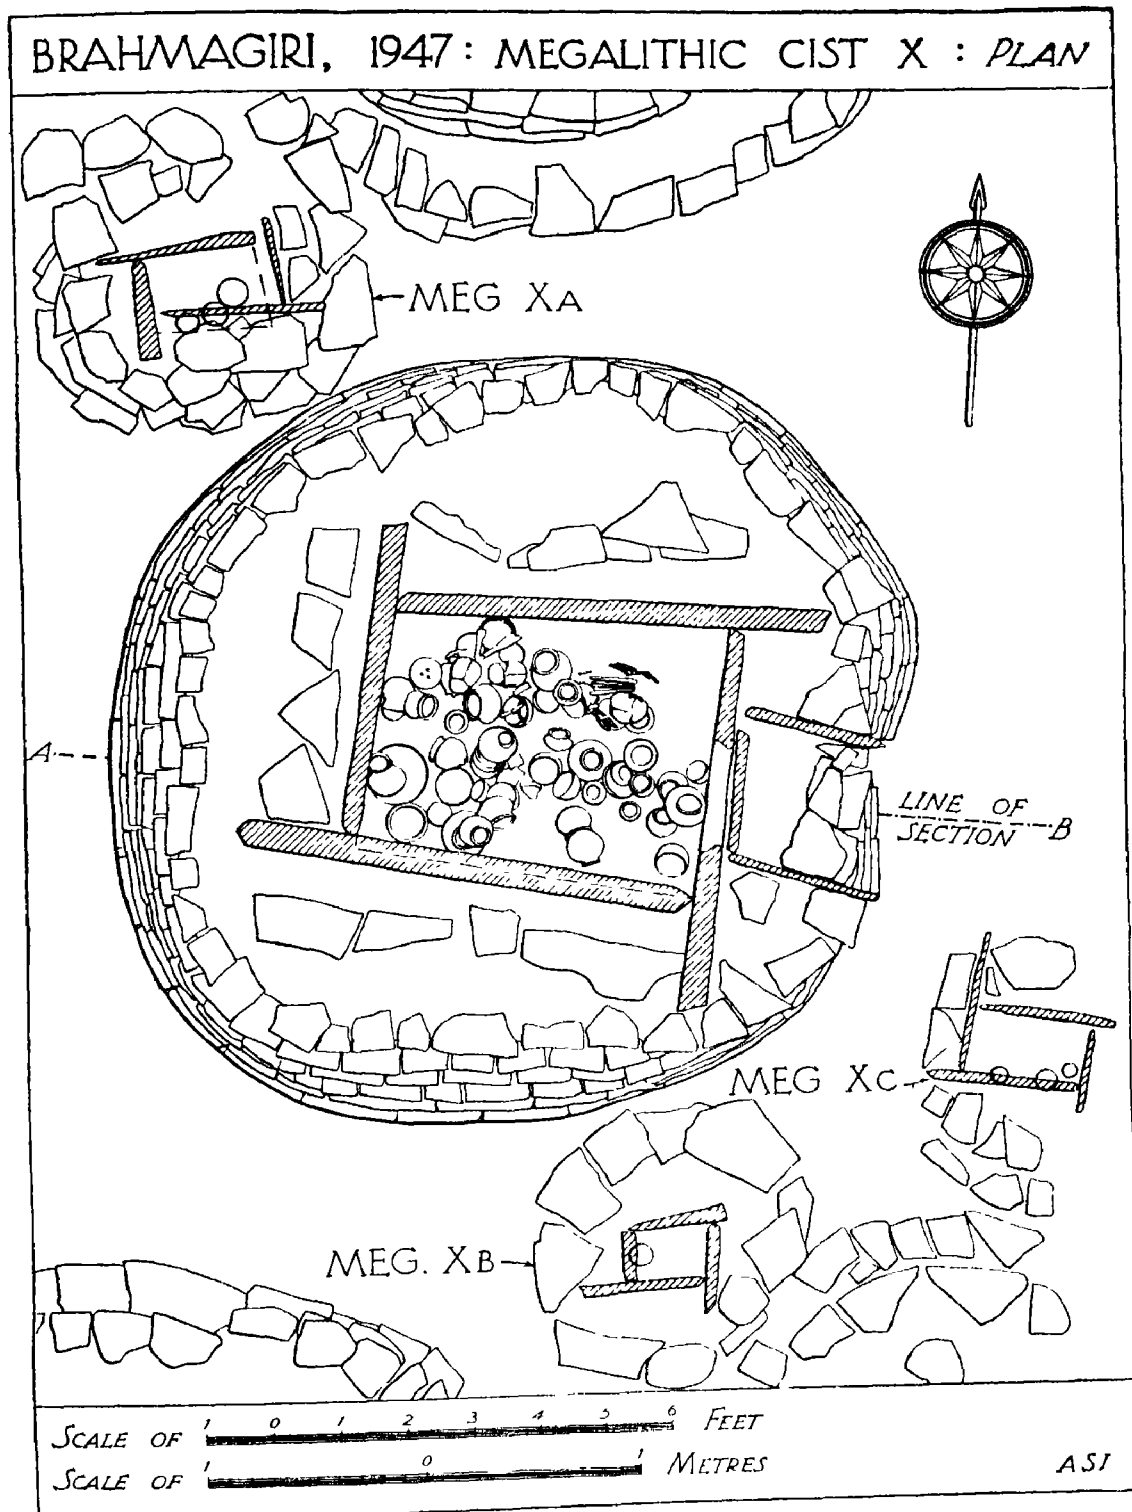 BRAHMAGIRI, 1947: MEGALITHIC CIST X : PLAN
MEG XA
A
LINE OF
SECTION
B
MEG XC
MEG. XB
1 0 1 2 3 4 5 6
SCALE OF FEET
1 0 1
SCALE OF METRES
ASI